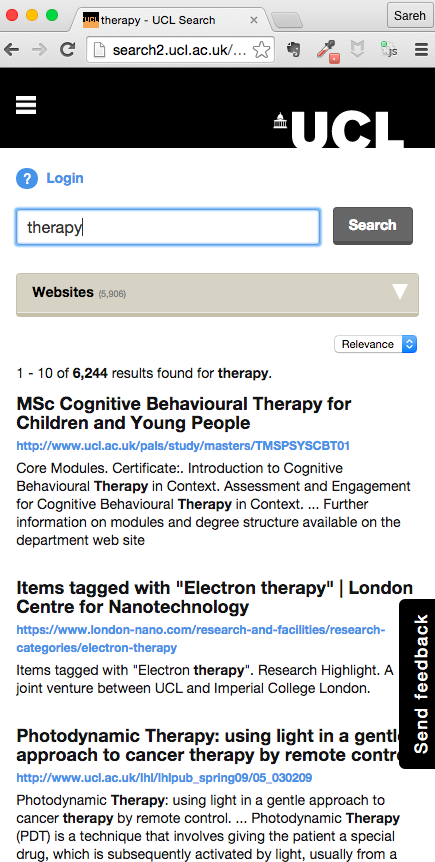 Sareh
UCL therapy - UCL Search
search2.ucl.ac.uk/...
js
UCL
? Login
therapy Search
Websites (5,906)
Relevance
1 - 10 of 6,244 results found for therapy.
MSc Cognitive Behavioural Therapy for
Children and Young People
http://www.ucl.ac.uk/pals/study/masters/TMSPSYSCBT01
Core Modules. Certificate:. Introduction to Cognitive
Behavioural Therapy in Context. Assessment and Engagement
for Cognitive Behavioural Therapy in Context. ... Further
information on modules and degree structure available on the
department web site
Items tagged with "Electron therapy" | London
Centre for Nanotechnology
https://www.london-nano.com/research-and-facilities/research-
categories/electron-therapy
Items tagged with "Electron therapy". Research Highlight. A
joint venture between UCL and Imperial College London.
Send feedback
Photodynamic Therapy: using light in a gentle
approach to cancer therapy by remote contr
http://www.ucl.ac.uk/lhl/lhlpub_spring09/05_030209
Photodynamic Therapy: using light in a gentle approach to
cancer therapy by remote control. ... Photodynamic Therapy
(PDT) is a technique that involves giving the patient a special
drug, which is subsequently activated by light, usually from a